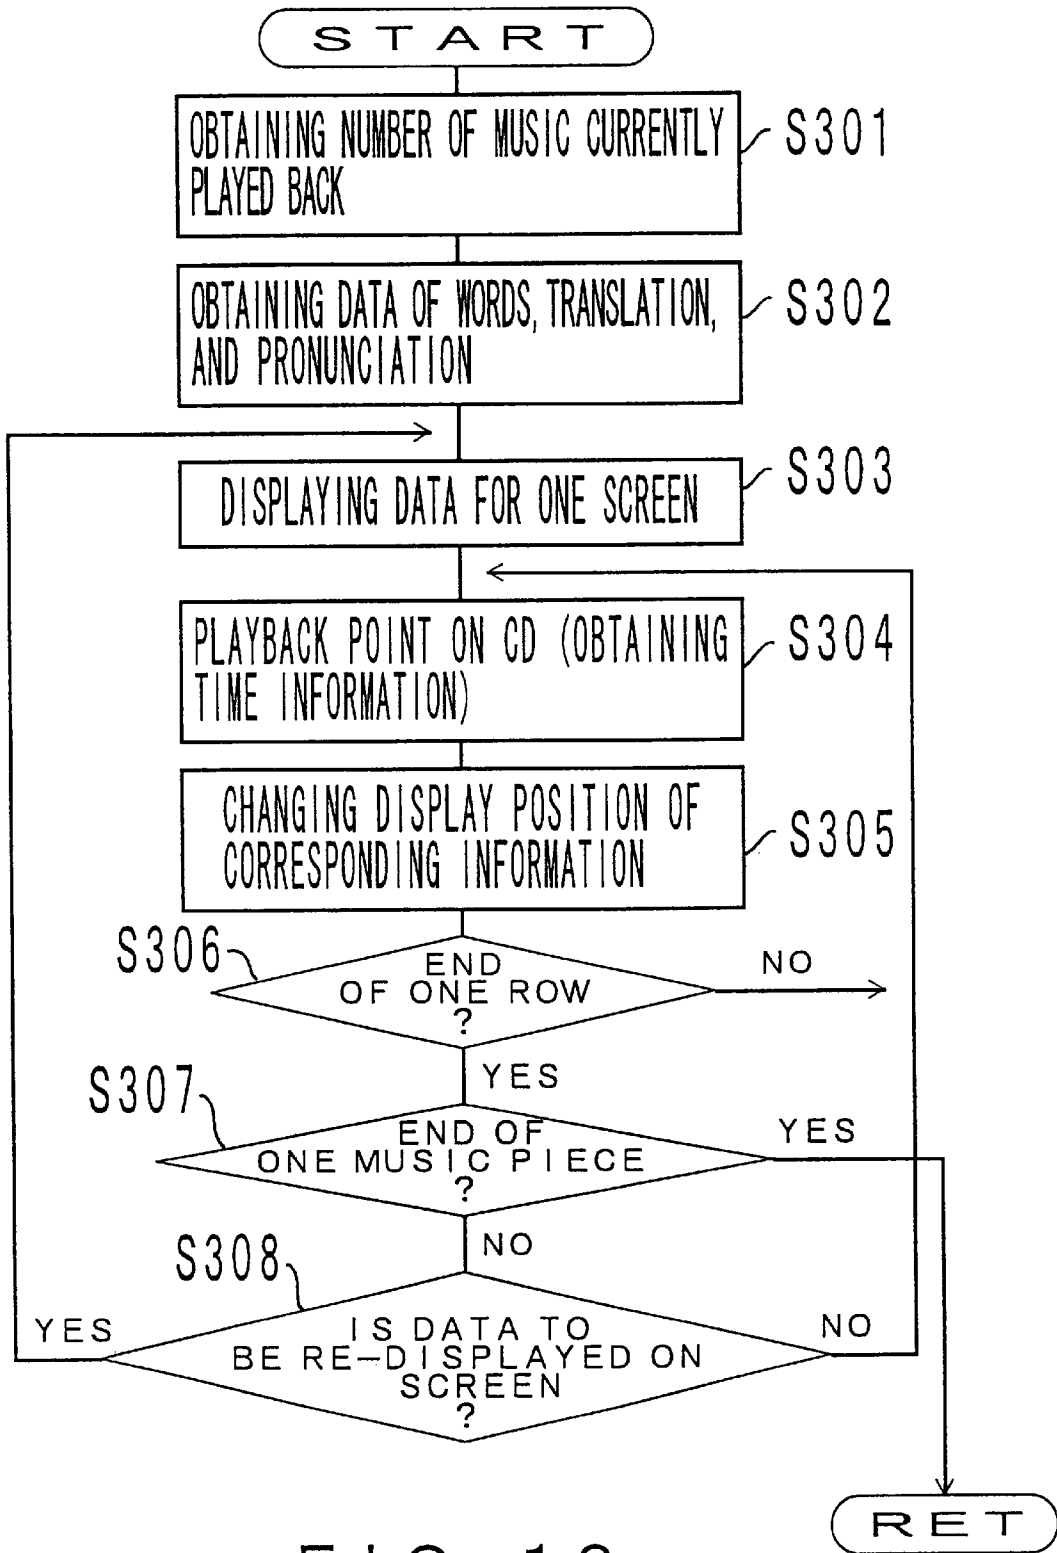 START
OBTAINING NUMBER OF MUSIC CURRENTLY
PLAYED BACK
S301
OBTAINING DATA OF WORDS, TRANSLATION,
AND PRONUNCIATION
S302
DISPLAYING DATA FOR ONE SCREEN
S303
PLAYBACK POINT ON CD (OBTAINING
TIME INFORMATION)
S304
CHANGING DISPLAY POSITION OF
CORRESPONDING INFORMATION
S305
S306
END
OF ONE ROW
?
NO
YES
S307
END OF
ONE MUSIC PIECE
?
YES
NO
S308
IS DATA TO
BE RE-DISPLAYED ON
SCREEN
?
YES
NO
RET